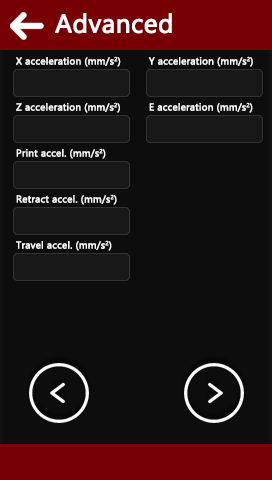 Advanced
X acceleration (mm/s²) Y acceleration (mm/s²)
Z acceleration (mm/s²) E acceleration (mm/s²)
Print accel. (mm/s²)
Retract accel. (mm/s²)
Travel accel. (mm/s²)